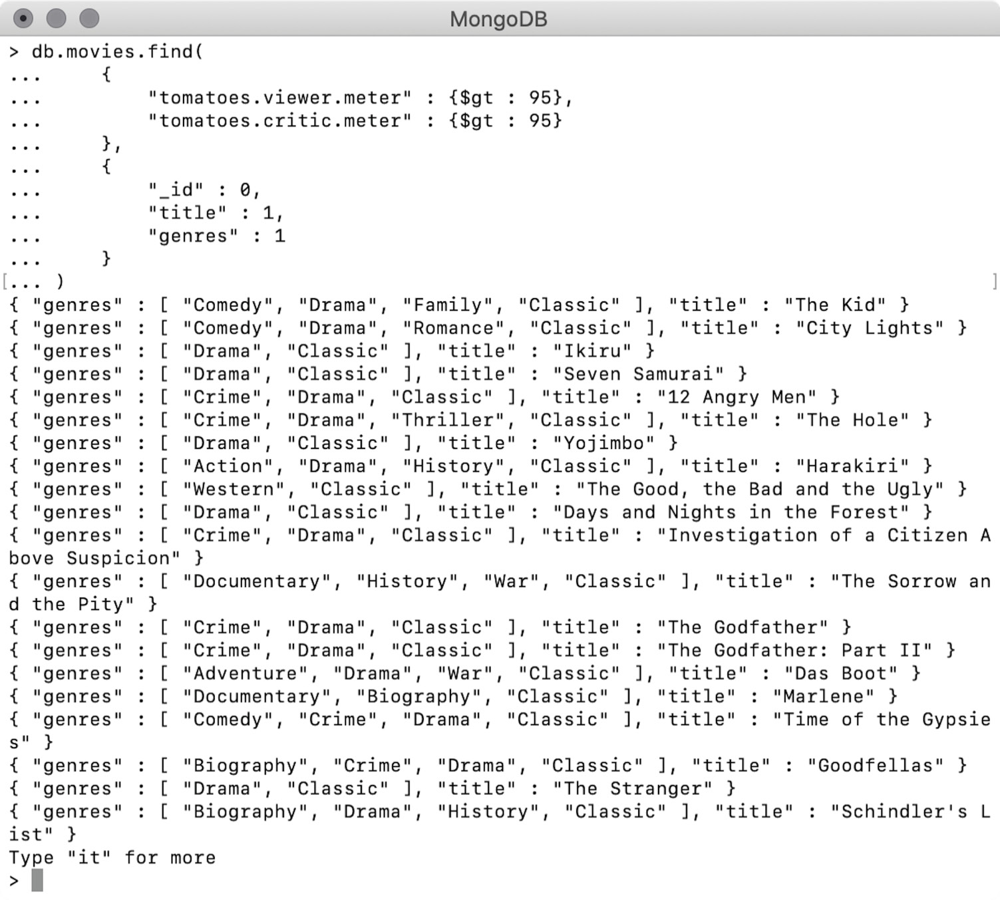 MongoDB
> db.movies.find(
...     {
...         "tomatoes.viewer.meter" : {$gt : 95},
...         "tomatoes.critic.meter" : {$gt : 95}
...     },
...     {
...         "_id" : 0,
...         "title" : 1,
...         "genres" : 1
...     }
[... )                                                                               ]
{ "genres" : [ "Comedy", "Drama", "Family", "Classic" ], "title" : "The Kid" }
{ "genres" : [ "Comedy", "Drama", "Romance", "Classic" ], "title" : "City Lights" }
{ "genres" : [ "Drama", "Classic" ], "title" : "Ikiru" }
{ "genres" : [ "Drama", "Classic" ], "title" : "Seven Samurai" }
{ "genres" : [ "Crime", "Drama", "Classic" ], "title" : "12 Angry Men" }
{ "genres" : [ "Crime", "Drama", "Thriller", "Classic" ], "title" : "The Hole" }
{ "genres" : [ "Drama", "Classic" ], "title" : "Yojimbo" }
{ "genres" : [ "Action", "Drama", "History", "Classic" ], "title" : "Harakiri" }
{ "genres" : [ "Western", "Classic" ], "title" : "The Good, the Bad and the Ugly" }
{ "genres" : [ "Drama", "Classic" ], "title" : "Days and Nights in the Forest" }
{ "genres" : [ "Crime", "Drama", "Classic" ], "title" : "Investigation of a Citizen A
bove Suspicion" }
{ "genres" : [ "Documentary", "History", "War", "Classic" ], "title" : "The Sorrow an
d the Pity" }
{ "genres" : [ "Crime", "Drama", "Classic" ], "title" : "The Godfather" }
{ "genres" : [ "Crime", "Drama", "Classic" ], "title" : "The Godfather: Part II" }
{ "genres" : [ "Adventure", "Drama", "War", "Classic" ], "title" : "Das Boot" }
{ "genres" : [ "Documentary", "Biography", "Classic" ], "title" : "Marlene" }
{ "genres" : [ "Comedy", "Crime", "Drama", "Classic" ], "title" : "Time of the Gypsie
s" }
{ "genres" : [ "Biography", "Crime", "Drama", "Classic" ], "title" : "Goodfellas" }
{ "genres" : [ "Drama", "Classic" ], "title" : "The Stranger" }
{ "genres" : [ "Biography", "Drama", "History", "Classic" ], "title" : "Schindler's L
ist" }
Type "it" for more
>